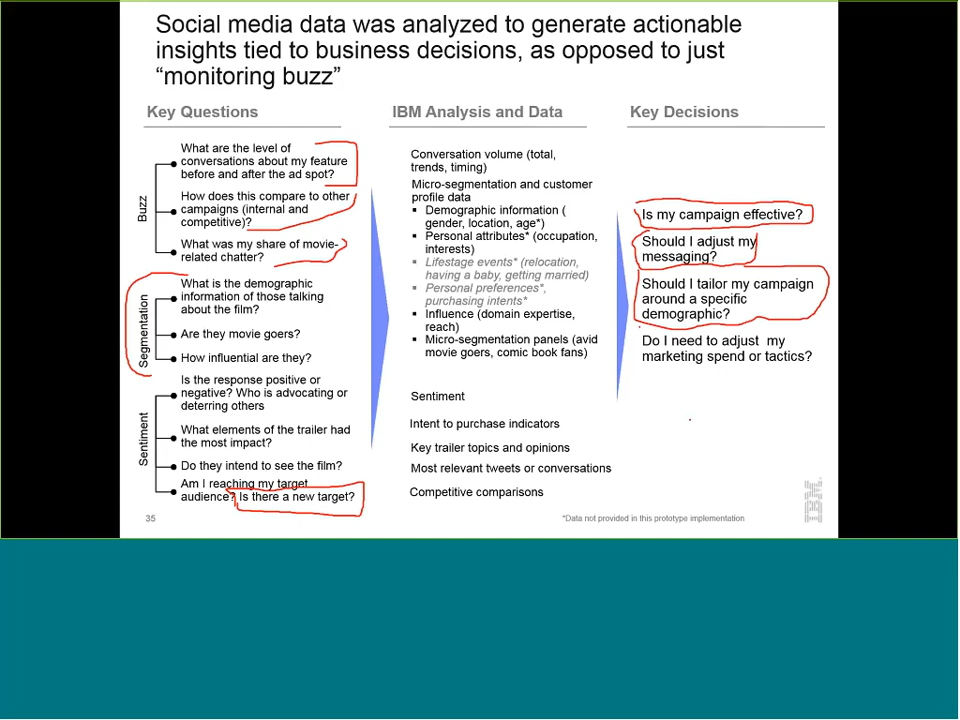 Social media data was analyzed to generate actionable
insights tied to business decisions, as opposed to just
“monitoring buzz”
Key Questions
IBM Analysis and Data
Key Decisions
Buzz
What are the level of
conversations about my feature
before and after the ad spot?
How does this compare to other
campaigns (internal and
competitive)?
What was my share of movie-
related chatter?
Segmentation
What is the demographic
information of those talking
about the film?
Are they movie goers?
How influential are they?
Sentiment
Is the response positive or
negative? Who is advocating or
deterring others
What elements of the trailer had
the most impact?
Do they intend to see the film?
Am I reaching my target
audience? Is there a new target?
Conversation volume (total,
trends, timing)
Micro-segmentation and customer
profile data
▪ Demographic information (
gender, location, age*)
▪ Personal attributes* (occupation,
interests)
▪ Lifestage events* (relocation,
having a baby, getting married)
▪ Personal preferences*,
purchasing intents*
▪ Influence (domain expertise,
reach)
▪ Micro-segmentation panels (avid
movie goers, comic book fans)
Sentiment
Intent to purchase indicators
Key trailer topics and opinions
Most relevant tweets or conversations
Competitive comparisons
Is my campaign effective?
Should I adjust my
messaging?
Should I tailor my campaign
around a specific
demographic?
Do I need to adjust my
marketing spend or tactics?
35
*Data not provided in this prototype implementation
IBM